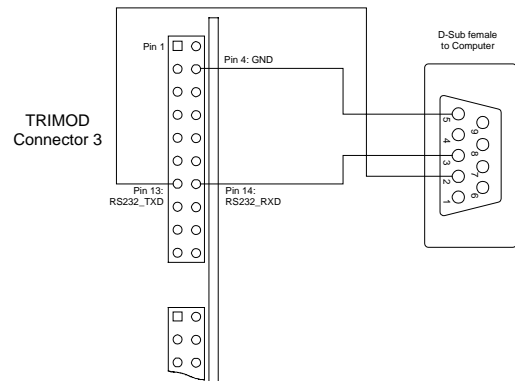 D-Sub female
to Computer
Pin 1
Pin 4: GND
TRIMOD
Connector 3
Pin 13:
RS232_TXD
Pin 14:
RS232_RXD
5
9
4
8
3
7
2
6
1